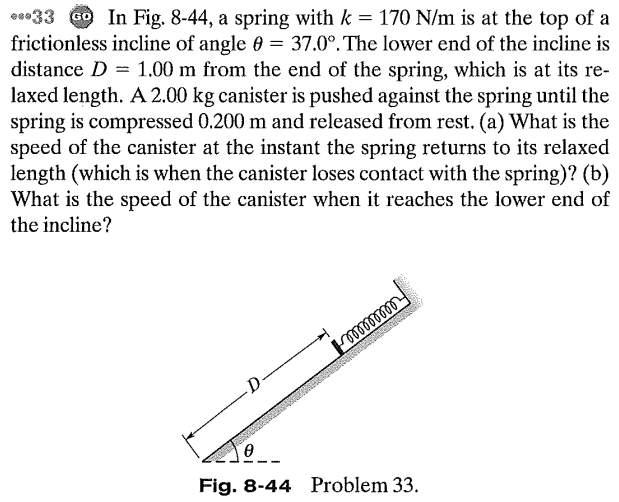 •••33 GO In Fig. 8-44, a spring with k = 170 N/m is at the top of a
frictionless incline of angle θ = 37.0°. The lower end of the incline is
distance D = 1.00 m from the end of the spring, which is at its re-
laxed length. A 2.00 kg canister is pushed against the spring until the
spring is compressed 0.200 m and released from rest. (a) What is the
speed of the canister at the instant the spring returns to its relaxed
length (which is when the canister loses contact with the spring)? (b)
What is the speed of the canister when it reaches the lower end of
the incline?
D
θ
Fig. 8-44 Problem 33.